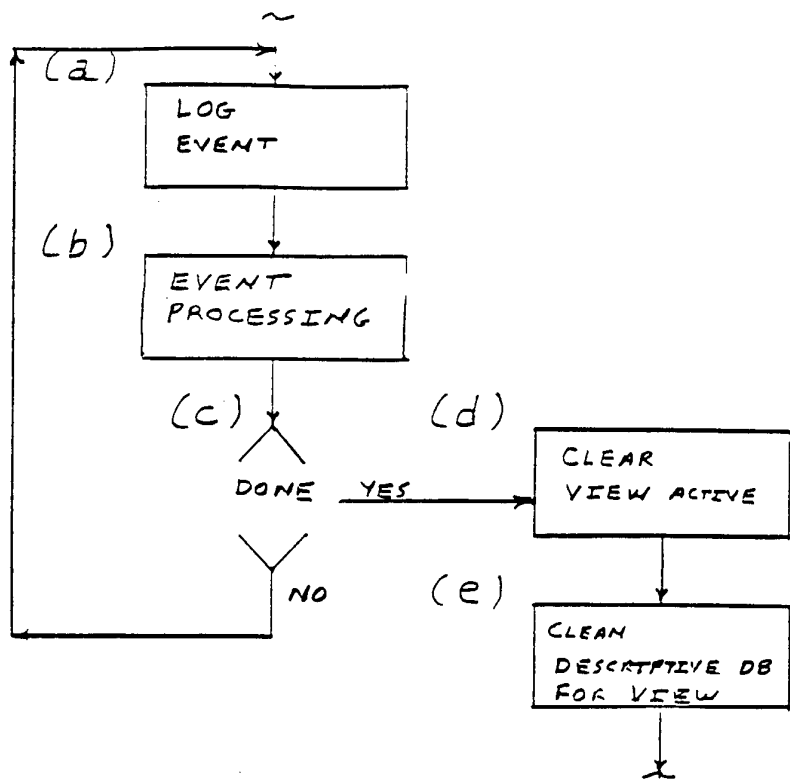 (a)
LOG
EVENT
(b)
EVENT
PROCESSING
(c)
DONE
YES
NO
(d)
CLEAR
VIEW ACTIVE
(e)
CLEAN
DESCRIPTIVE DB
FOR VIEW